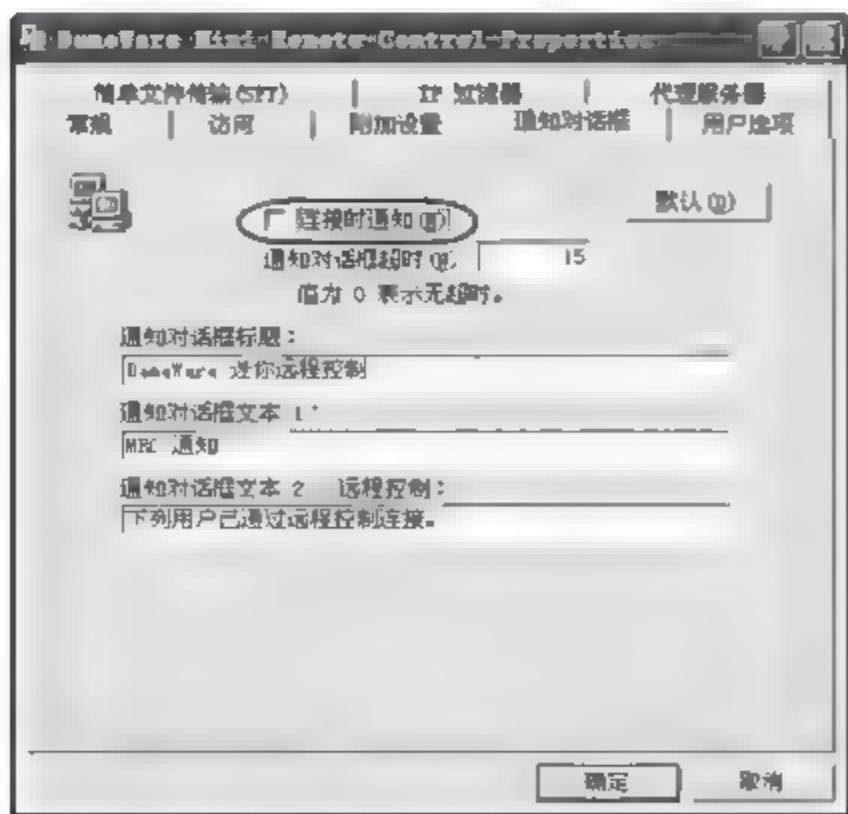 DameWare Mini Remote Control Properties
简单文件传输(SFT) IP 过滤器 代理服务器
常规 访问 附加设置 通知对话框 用户选项
连接时通知(N) 默认(D)
通知对话框超时 15
值为 0 表示无超时。
通知对话框标题:
DameWare 迷你远程控制
通知对话框文本 1
MRC 通知
通知对话框文本 2 远程控制:
下列用户已通过远程控制连接。
确定 取消